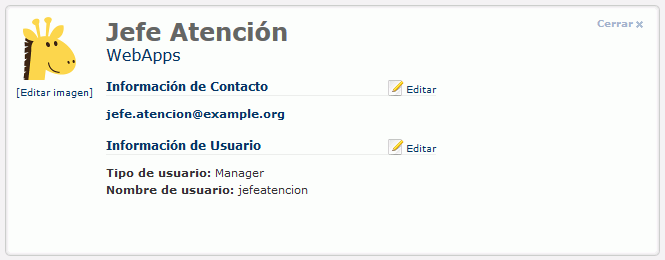 Jefe Atención
Cerrar
WebApps
[Editar imagen]
Información de Contacto
Editar
jefe.atencion@example.org
Información de Usuario
Editar
Tipo de usuario: Manager
Nombre de usuario: jefeatencion